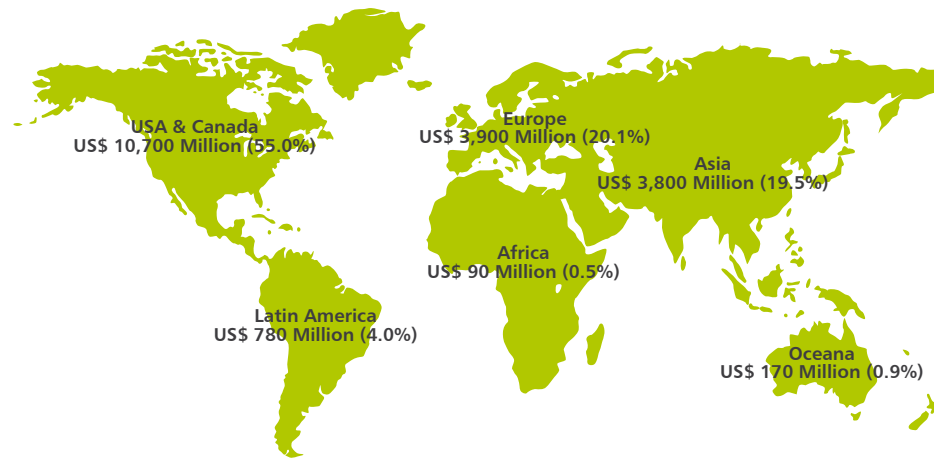 USA & Canada
US$ 10,700 Million (55.0%)
Europe
US$ 3,900 Million (20.1%)
Asia
US$ 3,800 Million (19.5%)
Africa
US$ 90 Million (0.5%)
Latin America
US$ 780 Million (4.0%)
Oceana
US$ 170 Million (0.9%)